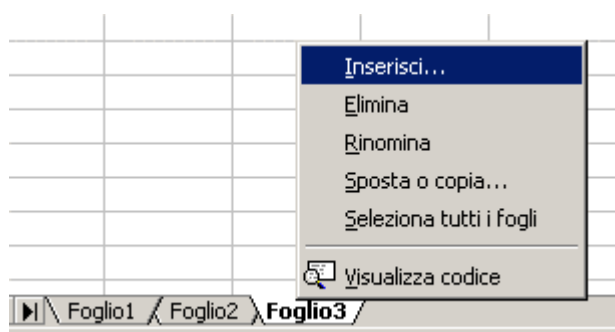 Inserisci...
Elimina
Rinomina
Sposta o copia...
Seleziona tutti i fogli
Visualizza codice
Foglio1 Foglio2 Foglio3